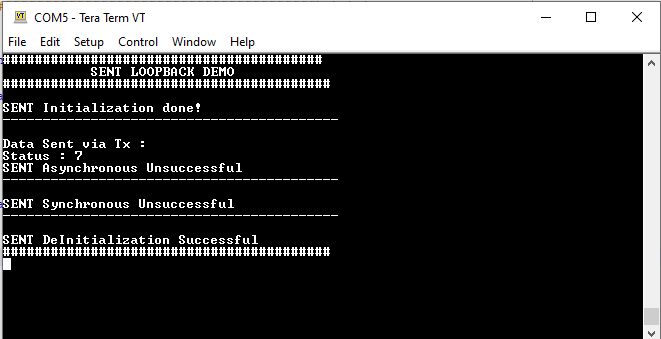 COM5 - Tera Term VT
File Edit Setup Control Window Help
########################################
SENT LOOPBACK DEMO
#########################################
SENT Initialization done!
------------------------------------------
Data Sent via Tx :
Status : 7
SENT Asynchronous Unsuccessful
------------------------------------------
SENT Synchronous Unsuccessful
------------------------------------------
SENT DeInitialization Successful
#########################################